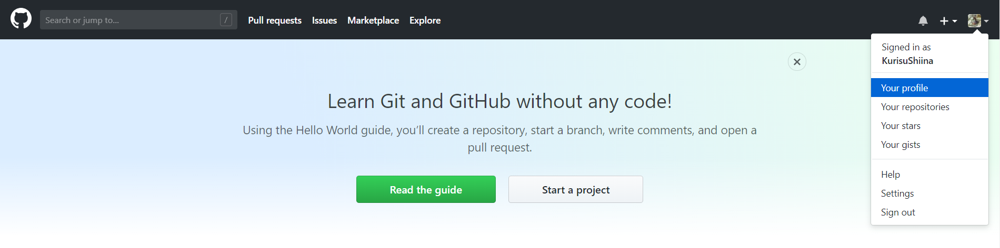 Search or jump to...
/
Pull requests
Issues
Marketplace
Explore
Signed in as
KurisuShiina
Your profile
Your repositories
Your stars
Your gists
Help
Settings
Sign out
Learn Git and GitHub without any code!
Using the Hello World guide, you’ll create a repository, start a branch, write comments, and open a
pull request.
Read the guide
Start a project